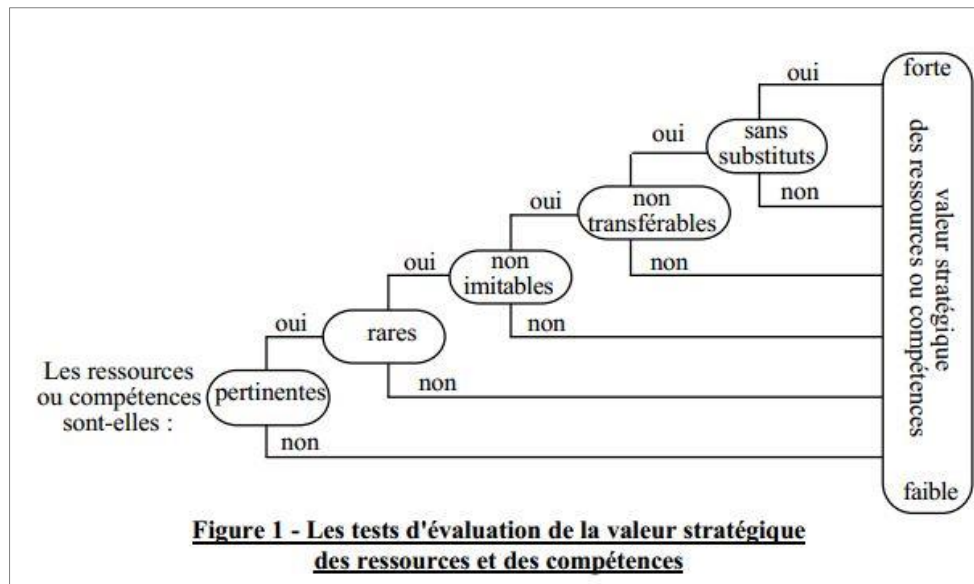 oui
forte
oui
sans
substituts
oui
non
transférables
non
oui
non
imitables
non
oui
rares
non
Les ressources
ou compétences
sont-elles :
pertinentes
non
non
valeur stratégique
des ressources ou compétences
faible
Figure 1 - Les tests d'évaluation de la valeur stratégique
des ressources et des compétences